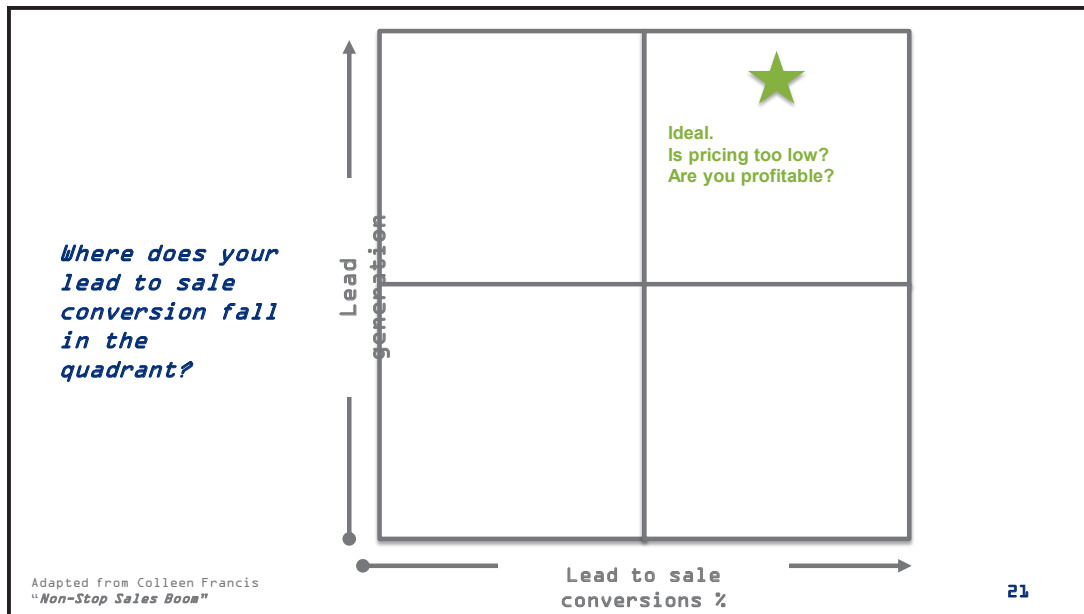 Ideal.
Is pricing too low?
Are you profitable?
Where does your
lead to sale
conversion fall
in the
quadrant?
Lead
generation
Lead to sale
conversions %
Adapted from Colleen Francis
“Non-Stop Sales Boom”
21